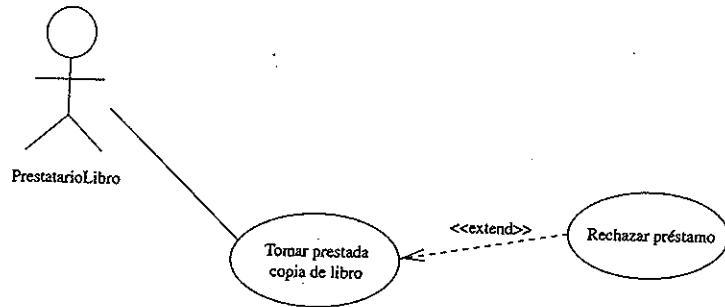 PrestatarioLibro
Tomar prestada
copia de libro
<<extend>>
Rechazar préstamo